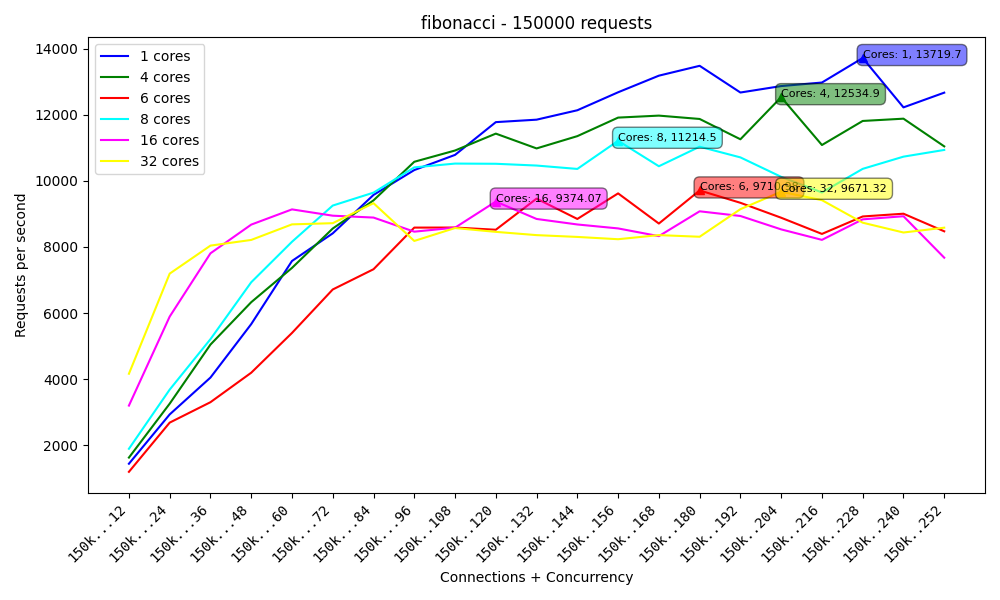 fibonacci - 150000 requests
14000
12000
10000
8000
6000
4000
2000
Requests per second
1 cores
4 cores
6 cores
8 cores
16 cores
32 cores
Cores: 1, 13719.7
Cores: 4, 12534.9
Cores: 8, 11214.5
Cores: 6, 9710
Cores: 32, 9671.32
Cores: 16, 9374.07
150k..12
150k..24
150k..36
150k..48
150k..60
150k..72
150k..84
150k..96
150k..108
150k..120
150k..132
150k..144
150k..156
150k..168
150k..180
150k..192
150k..204
150k..216
150k..228
150k..240
150k..252
Connections + Concurrency